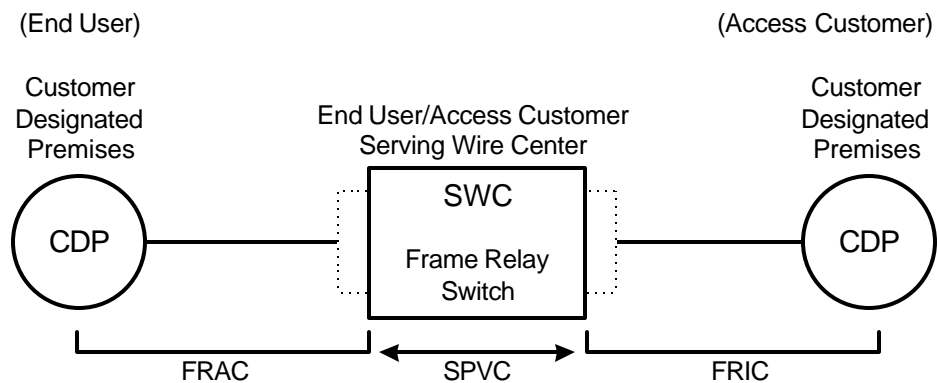 (End User)
(Access Customer)
Customer
Designated
Premises
End User/Access Customer
Serving Wire Center
Customer
Designated
Premises
CDP
SWC
Frame Relay
Switch
CDP
FRAC
SPVC
FRIC